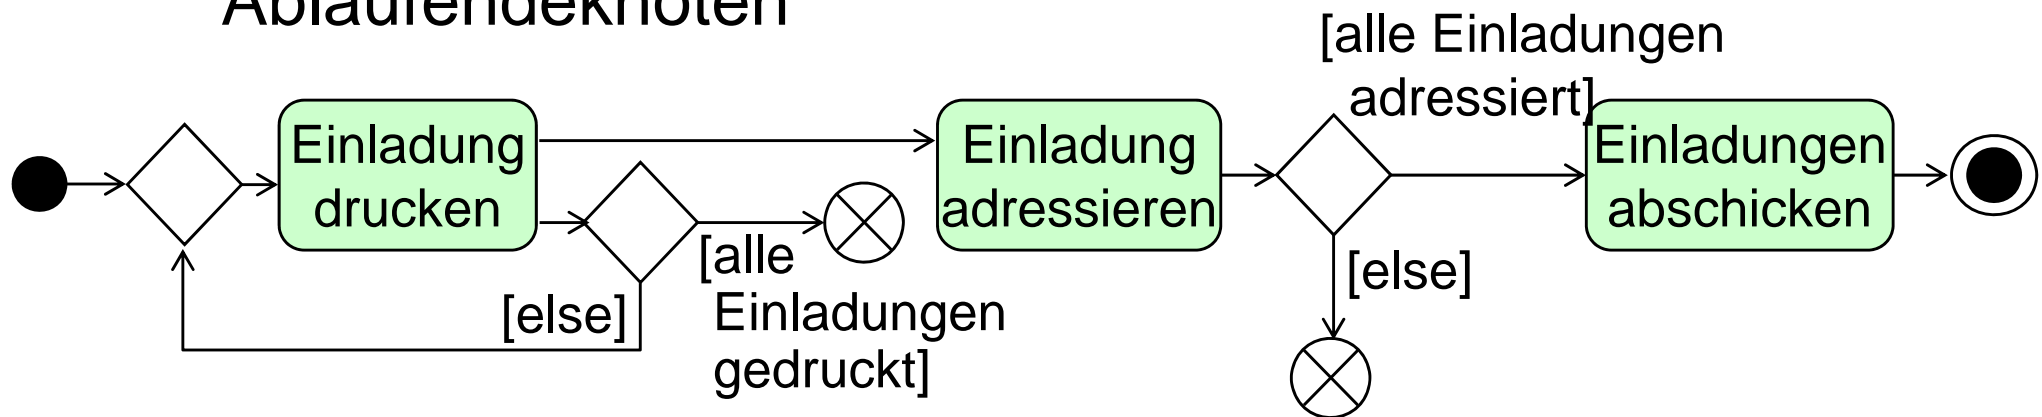 Ablaufendeknoten
[alle Einladungen
adressiert]
Einladung
drucken
Einladung
adressieren
Einladungen
abschicken
[else]
[alle
Einladungen
gedruckt]
[else]